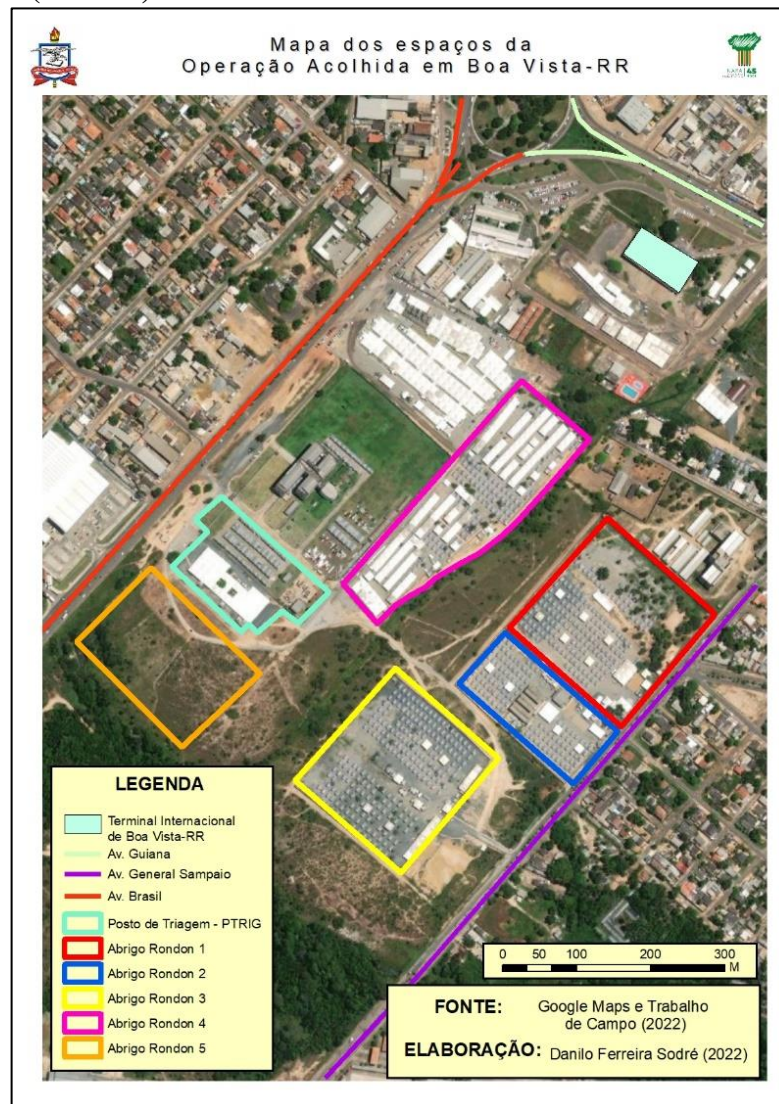 Mapa dos espaços da
Operação Acolhida em Boa Vista-RR
LEGENDA
Terminal Internacional
de Boa Vista-RR
Av. Guiana
Av. General Sampaio
Av. Brasil
Posto de Triagem - PTRIG
Abrigo Rondon 1
Abrigo Rondon 2
Abrigo Rondon 3
Abrigo Rondon 4
Abrigo Rondon 5
0 50 100 200 300
M
FONTE: Google Maps e Trabalho
de Campo (2022)
ELABORAÇÃO: Danilo Ferreira Sodré (2022)